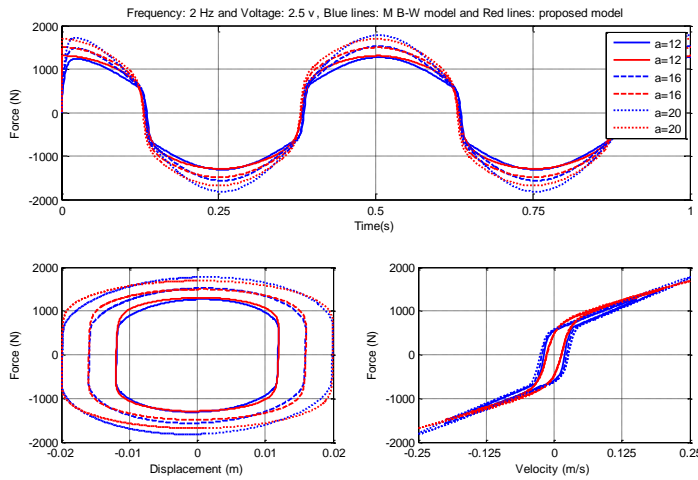 Frequency: 2 Hz and Voltage: 2.5 v, Blue lines: M B-W model and Red lines: proposed model
2000
1000
0
-1000
-2000
Force (N)
0
0.25
0.5
0.75
1
Time(s)
a=12
a=12
a=16
a=16
a=20
a=20
2000
1000
0
-1000
-2000
Force (N)
-0.02
-0.01
0
0.01
0.02
Displacement (m)
2000
1000
0
-1000
-2000
Force (N)
-0.25
-0.125
0
0.125
0.25
Velocity (m/s)